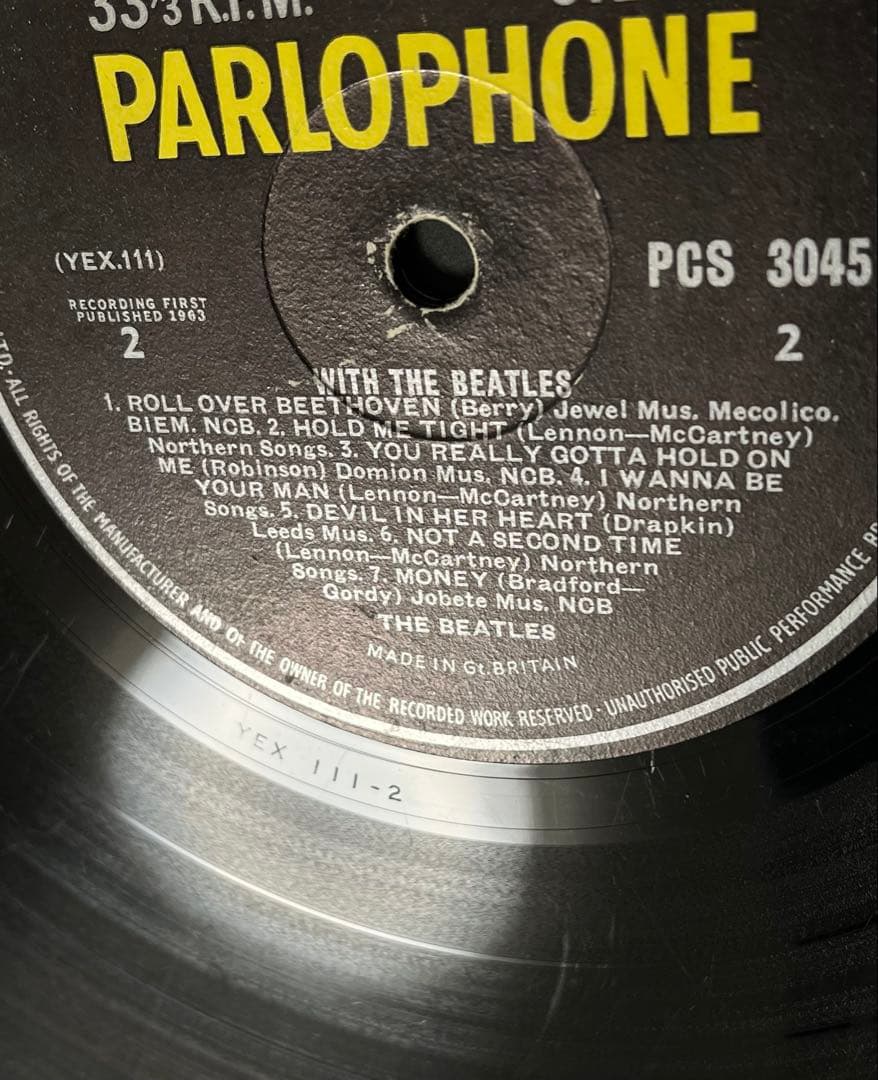 33⅓ R.P.M.
PARLOPHONE
(YEX.111)
PCS 3045
RECORDING FIRST
PUBLISHED 1963
2
2
WITH THE BEATLES
1. ROLL OVER BEETHOVEN (Berry) Jewel Mus. Mecolico.
BIEM. NCB. 2. HOLD ME TIGHT (Lennon—McCartney)
Northern Songs. 3. YOU REALLY GOTTA HOLD ON
ME (Robinson) Domion Mus. NCB. 4. I WANNA BE
YOUR MAN (Lennon—McCartney) Northern
Songs. 5. DEVIL IN HER HEART (Drapkin)
Leeds Mus. 6. NOT A SECOND TIME
(Lennon—McCartney) Northern
Songs. 7. MONEY (Bradford—
Gordy) Jobete Mus. NCB
THE BEATLES
MADE IN Gt. BRITAIN
LTD. · ALL RIGHTS OF THE MANUFACTURER AND OF THE OWNER OF THE RECORDED WORK RESERVED · UNAUTHORISED PUBLIC PERFORMANCE
YEX 111-2